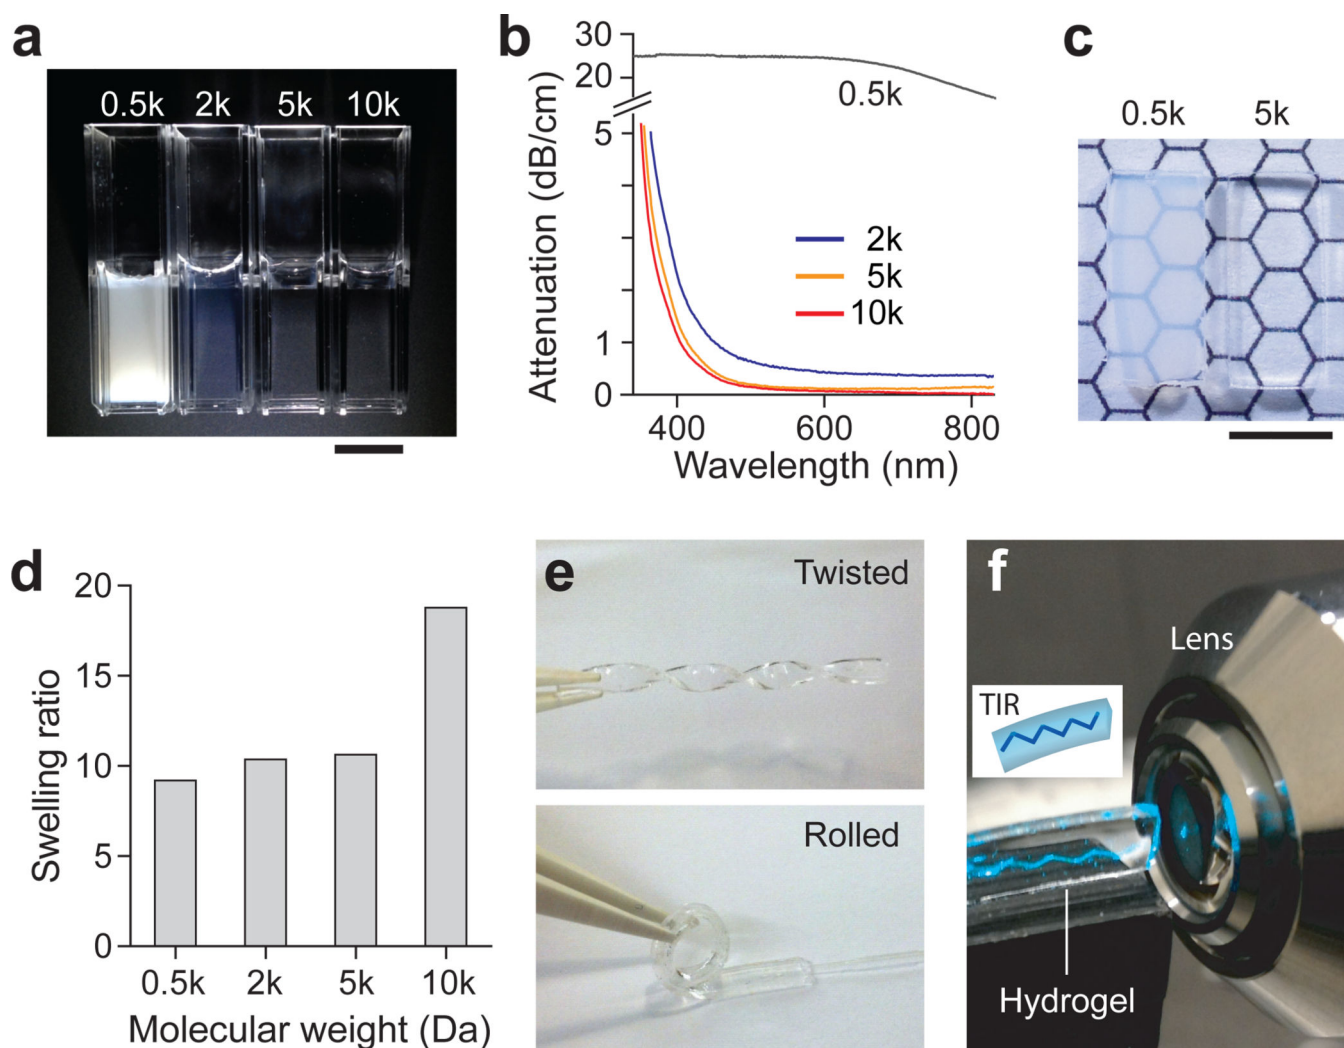 a
0.5k 2k 5k 10k
b
30
20
5
1
0
Attenuation (dB/cm)
0.5k
2k
5k
10k
400 600 800
Wavelength (nm)
c
0.5k 5k
d
20
15
10
5
0
Swelling ratio
0.5k 2k 5k 10k
Molecular weight (Da)
e
Twisted
Rolled
f
Lens
TIR
Hydrogel